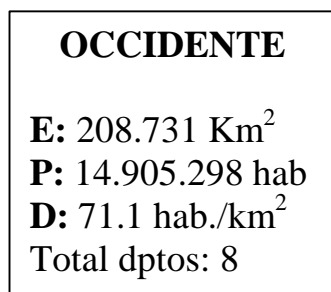 OCCIDENTE
E: 208.731 Km²
P: 14.905.298 hab
D: 71.1 hab./km²
Total dptos: 8